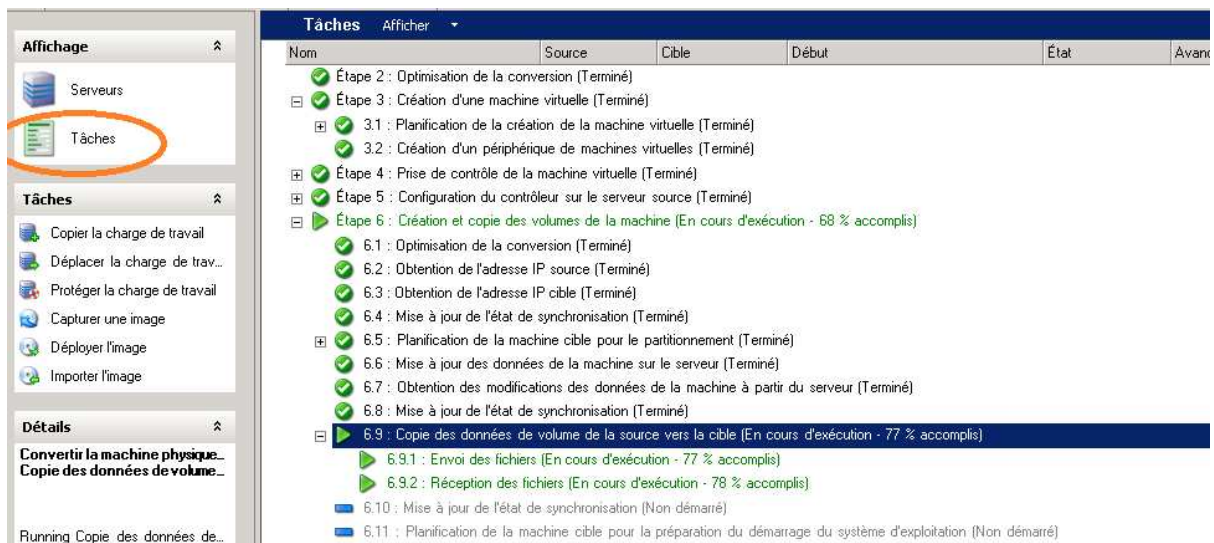 Affichage
Serveurs
Tâches
Tâches
Copier la charge de travail
Déplacer la charge de trav...
Protéger la charge de travail
Capturer une image
Déployer l'image
Importer l'image
Détails
Convertir la machine physique...
Copie des données de volume...
Running Copie des données de...
Tâches Afficher
Nom Source Cible Début État Avanc
Étape 2 : Optimisation de la conversion (Terminé)
Étape 3 : Création d'une machine virtuelle (Terminé)
3.1 : Planification de la création de la machine virtuelle (Terminé)
3.2 : Création d'un périphérique de machines virtuelles (Terminé)
Étape 4 : Prise de contrôle de la machine virtuelle (Terminé)
Étape 5 : Configuration du contrôleur sur le serveur source (Terminé)
Étape 6 : Création et copie des volumes de la machine (En cours d'exécution - 68 % accomplis)
6.1 : Optimisation de la conversion (Terminé)
6.2 : Obtention de l'adresse IP source (Terminé)
6.3 : Obtention de l'adresse IP cible (Terminé)
6.4 : Mise à jour de l'état de synchronisation (Terminé)
6.5 : Planification de la machine cible pour le partitionnement (Terminé)
6.6 : Mise à jour des données de la machine sur le serveur (Terminé)
6.7 : Obtention des modifications des données de la machine à partir du serveur (Terminé)
6.8 : Mise à jour de l'état de synchronisation (Terminé)
6.9 : Copie des données de volume de la source vers la cible (En cours d'exécution - 77 % accomplis)
6.9.1 : Envoi des fichiers (En cours d'exécution - 77 % accomplis)
6.9.2 : Réception des fichiers (En cours d'exécution - 78 % accomplis)
6.10 : Mise à jour de l'état de synchronisation (Non démarré)
6.11 : Planification de la machine cible pour la préparation du démarrage du système d'exploitation (Non démarré)